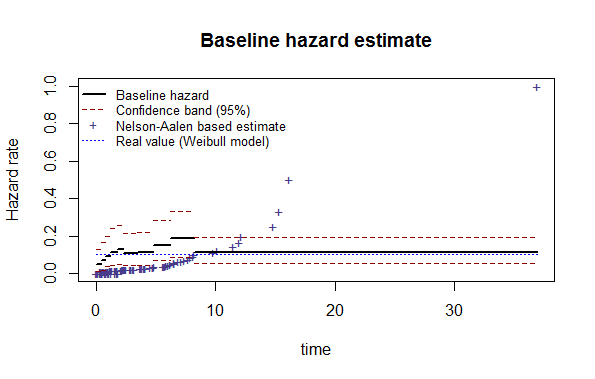 Baseline hazard estimate
Baseline hazard
Confidence band (95%)
Nelson-Aalen based estimate
Real value (Weibull model)
Hazard rate
1.0
0.8
0.6
0.4
0.2
0.0
0 10 20 30
time